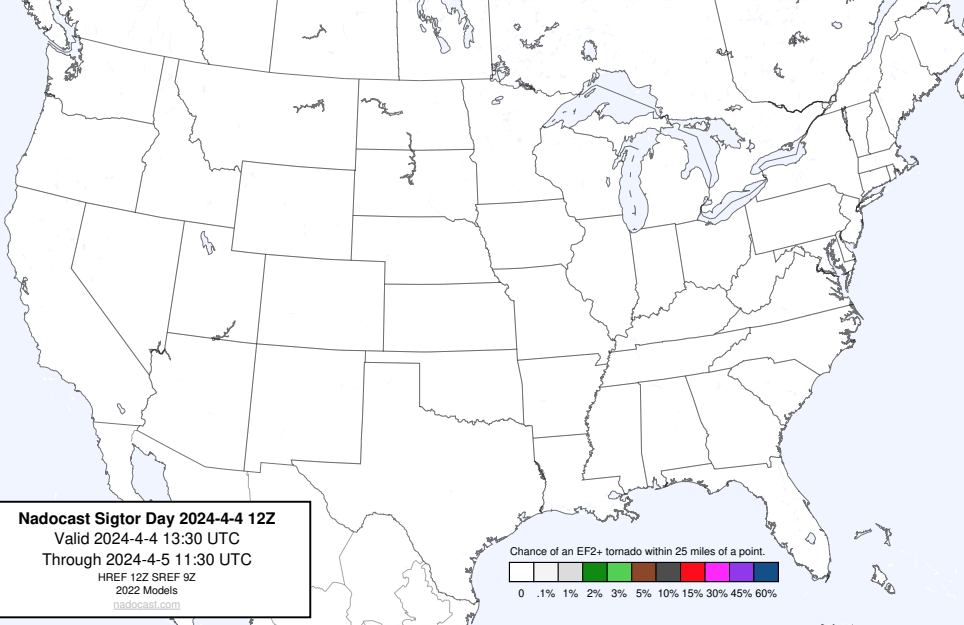 Nadocast Sigtor Day 2024-4-4 12Z
Valid 2024-4-4 13:30 UTC
Through 2024-4-5 11:30 UTC
HREF 12Z SREF 9Z
2022 Models
nadocast.com
Chance of an EF2+ tornado within 25 miles of a point.
0 .1% 1% 2% 3% 5% 10% 15% 30% 45% 60%